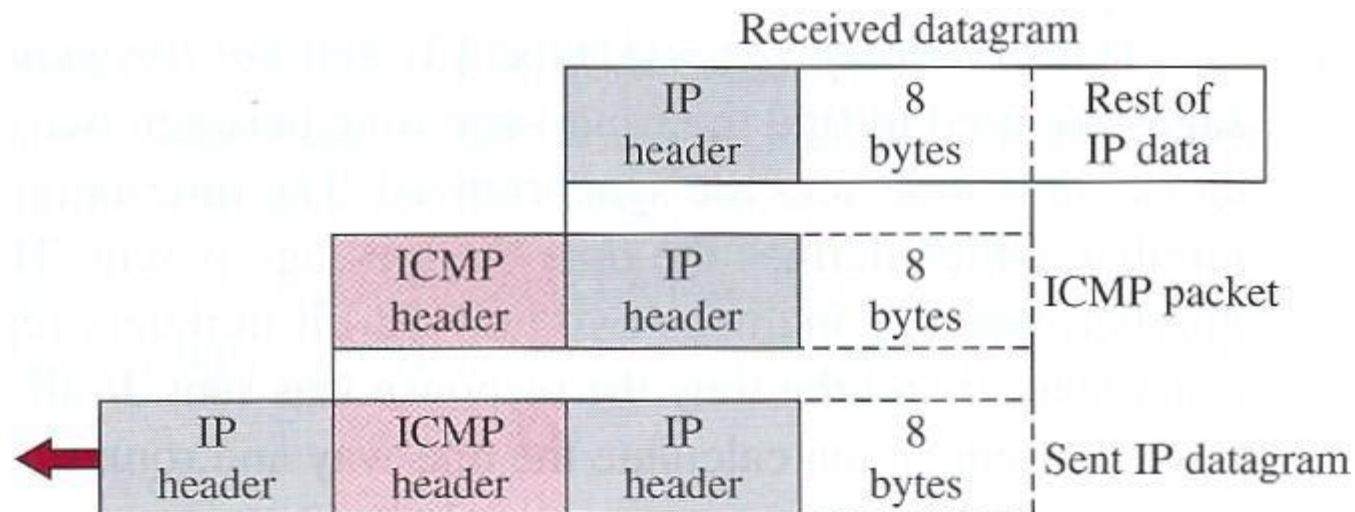 Received datagram
IP header
8 bytes
Rest of IP data
ICMP header
IP header
8 bytes
ICMP packet
IP header
ICMP header
IP header
8 bytes
Sent IP datagram